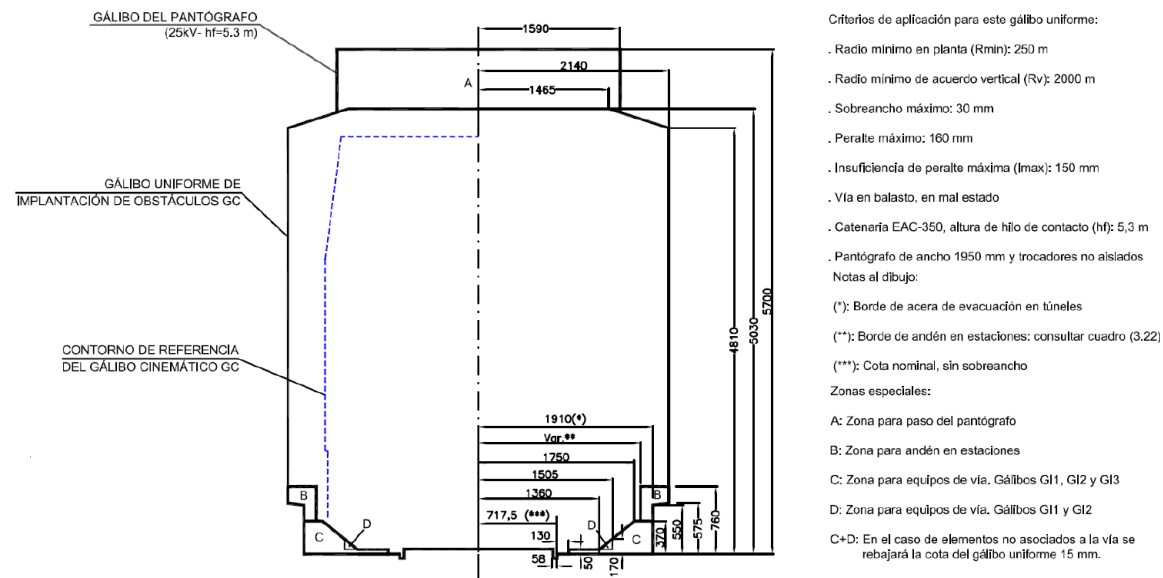 GÁLIBO DEL PANTÓGRAFO
(25kV- hf=5.3 m)
1590
2140
A
1465
GÁLIBO UNIFORME DE
IMPLANTACIÓN DE OBSTÁCULOS GC
CONTORNO DE REFERENCIA
DEL GÁLIBO CINEMÁTICO GC
5700
5030
4810
1910(*)
Var.**
1750
1505
1360
717,5 (***)
130
58
50
170
370
550
575
760
B
B
C
C
D
D
Criterios de aplicación para este gálibo uniforme:
. Radio mínimo en planta (Rmin): 250 m
. Radio mínimo de acuerdo vertical (Rv): 2000 m
. Sobreancho máximo: 30 mm
. Peralte máximo: 160 mm
. Insuficiencia de peralte máxima (Imax): 150 mm
. Vía en balasto, en mal estado
. Catenaria EAC-350, altura de hilo de contacto (hf): 5,3 m
. Pantógrafo de ancho 1950 mm y trocadores no aislados
Notas al dibujo:
(*): Borde de acera de evacuación en túneles
(**): Borde de andén en estaciones: consultar cuadro (3.22)
(***): Cota nominal, sin sobreancho
Zonas especiales:
A: Zona para paso del pantógrafo
B: Zona para andén en estaciones
C: Zona para equipos de vía. Gálibos GI1, GI2 y GI3
D: Zona para equipos de vía. Gálibos GI1 y GI2
C+D: En el caso de elementos no asociados a la vía se
rebajará la cota del gálibo uniforme 15 mm.